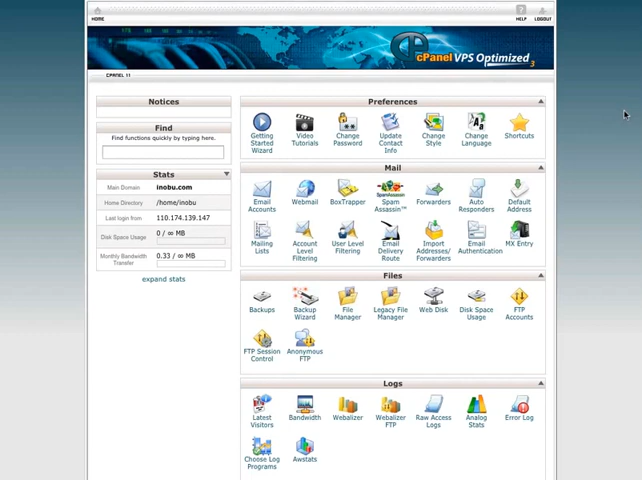 HOME
HELP LOGOUT
cPanel VPS Optimized 3
CPANEL 11
Notices
Find
Find functions quickly by typing here.
Stats
Main Domain inobu.com
Home Directory /home/inobu
Last login from 110.174.139.147
Disk Space Usage 0 / ∞ MB
Monthly Bandwidth Transfer 0.33 / ∞ MB
expand stats
Preferences
Getting Started Wizard
Video Tutorials
Change Password
Update Contact Info
Change Style
Change Language
Shortcuts
Mail
Email Accounts
Webmail
BoxTrapper
Spam Assassin™
Forwarders
Auto Responders
Default Address
Mailing Lists
Account Level Filtering
User Level Filtering
Email Delivery Route
Import Addresses/ Forwarders
Email Authentication
MX Entry
Files
Backups
Backup Wizard
File Manager
Legacy File Manager
Web Disk
Disk Space Usage
FTP Accounts
FTP Session Control
Anonymous FTP
Logs
Latest Visitors
Bandwidth
Webalizer
Webalizer FTP
Raw Access Logs
Analog Stats
Error Log
Choose Log Programs
Awstats